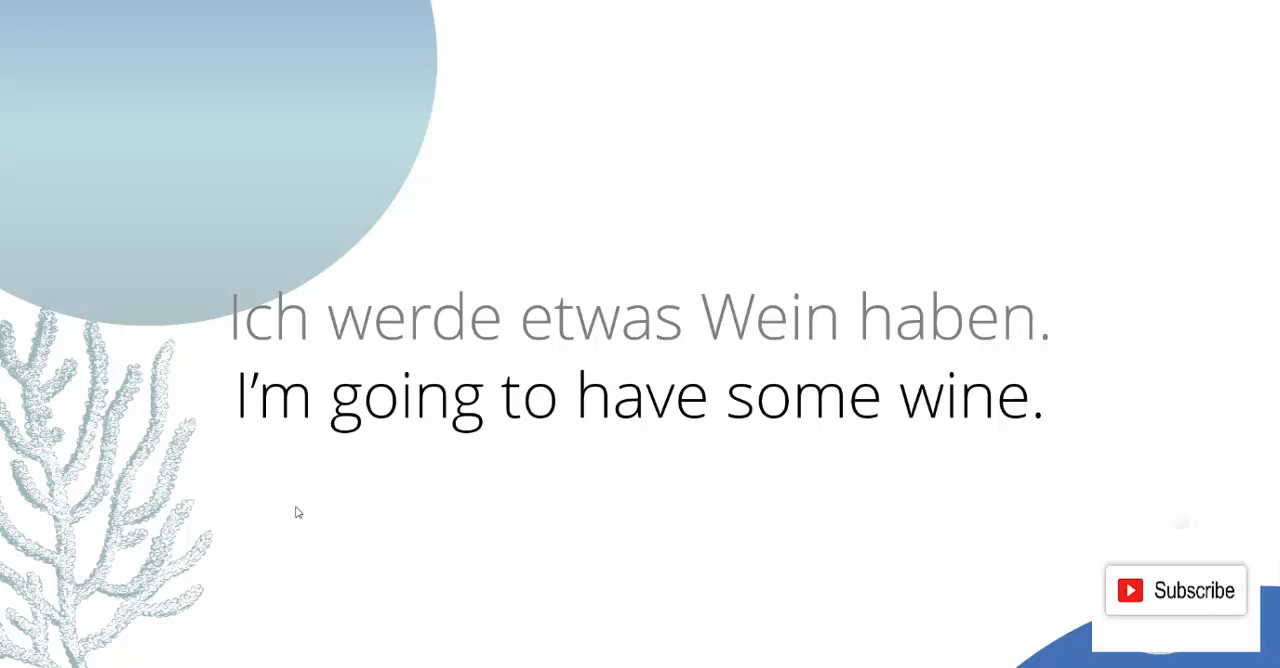 Ich werde etwas Wein haben.
I’m going to have some wine.
Subscribe